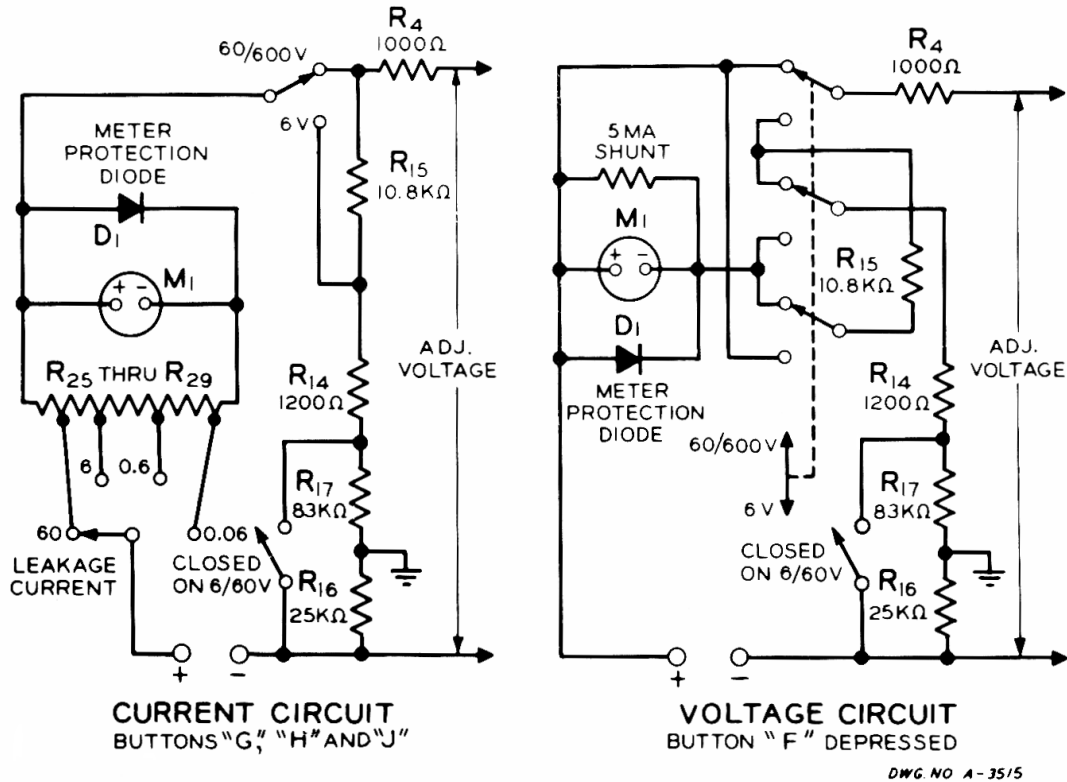 60/600V
R4
1000Ω
6V
METER
PROTECTION
DIODE
D1
R15
10.8KΩ
+ -
M1
R25 THRU R29
6
0.6
60
0.06
LEAKAGE
CURRENT
CLOSED
ON 6/60V
R14
1200Ω
R17
83KΩ
R16
25KΩ
ADJ.
VOLTAGE
+ -
CURRENT CIRCUIT
BUTTONS "G," "H" AND "J"
R4
1000Ω
5MA
SHUNT
M1
+ -
D1
METER
PROTECTION
DIODE
R15
10.8KΩ
60/600V
6V
R14
1200Ω
R17
83KΩ
CLOSED
ON 6/60V
R16
25KΩ
ADJ.
VOLTAGE
+ -
VOLTAGE CIRCUIT
BUTTON "F" DEPRESSED
DWG. NO A-3515